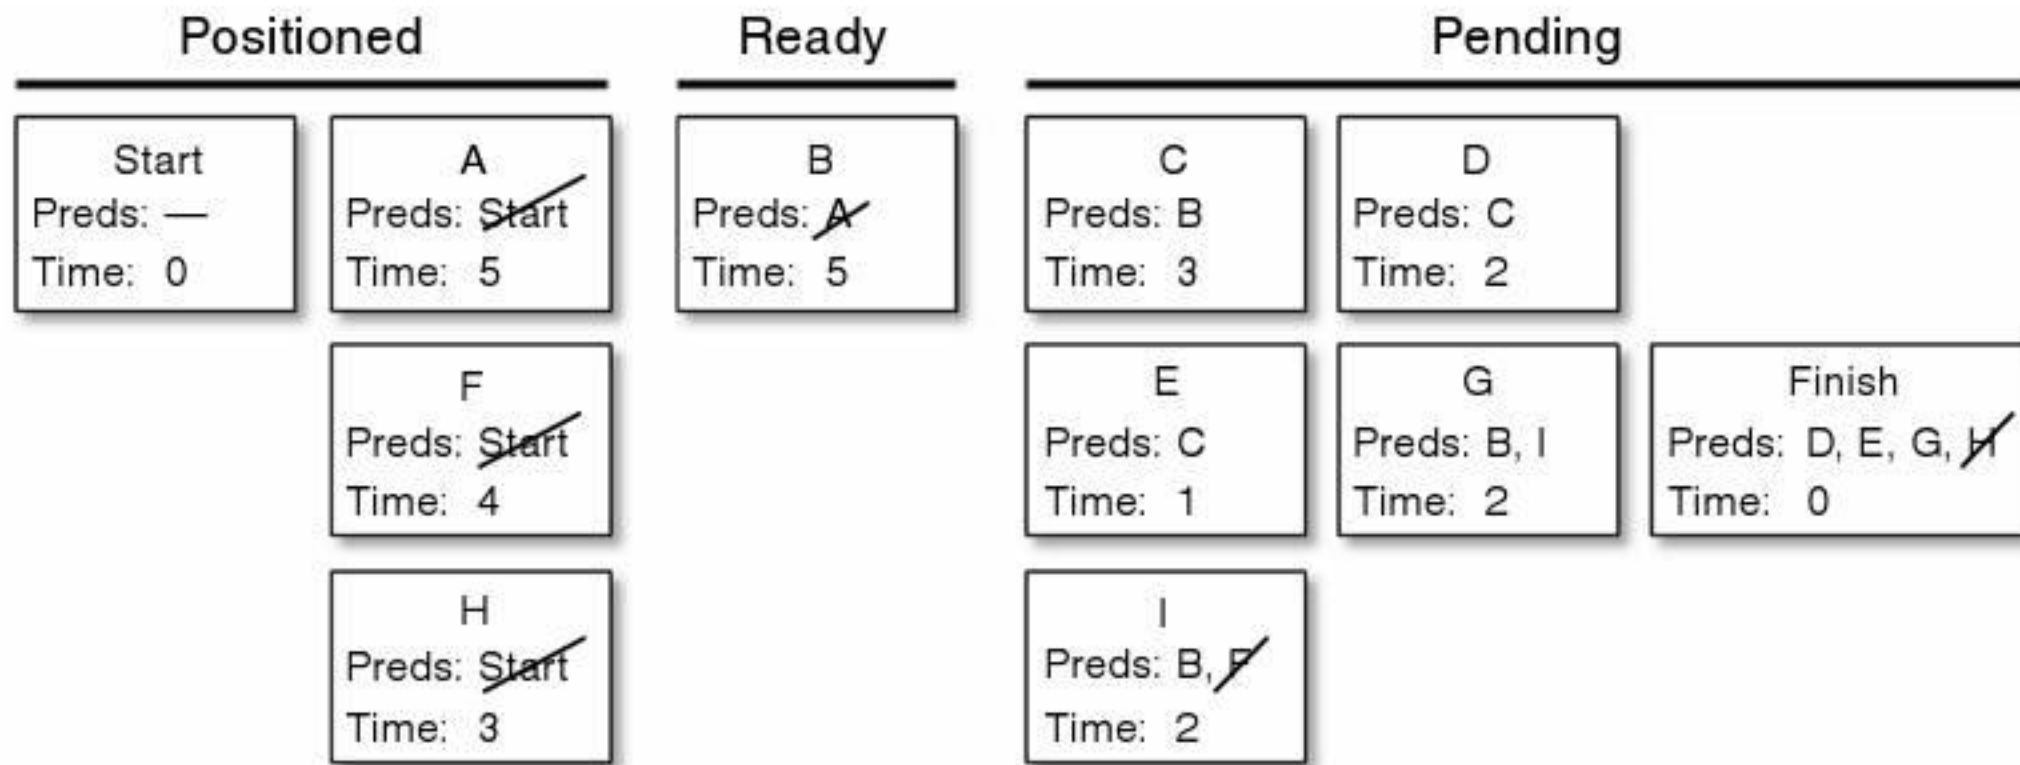 Positioned
Ready
Pending
Start
Preds: —
Time: 0
A
Preds: Start
Time: 5
B
Preds: A
Time: 5
C
Preds: B
Time: 3
D
Preds: C
Time: 2
F
Preds: Start
Time: 4
E
Preds: C
Time: 1
G
Preds: B, I
Time: 2
Finish
Preds: D, E, G, H
Time: 0
H
Preds: Start
Time: 3
I
Preds: B, F
Time: 2